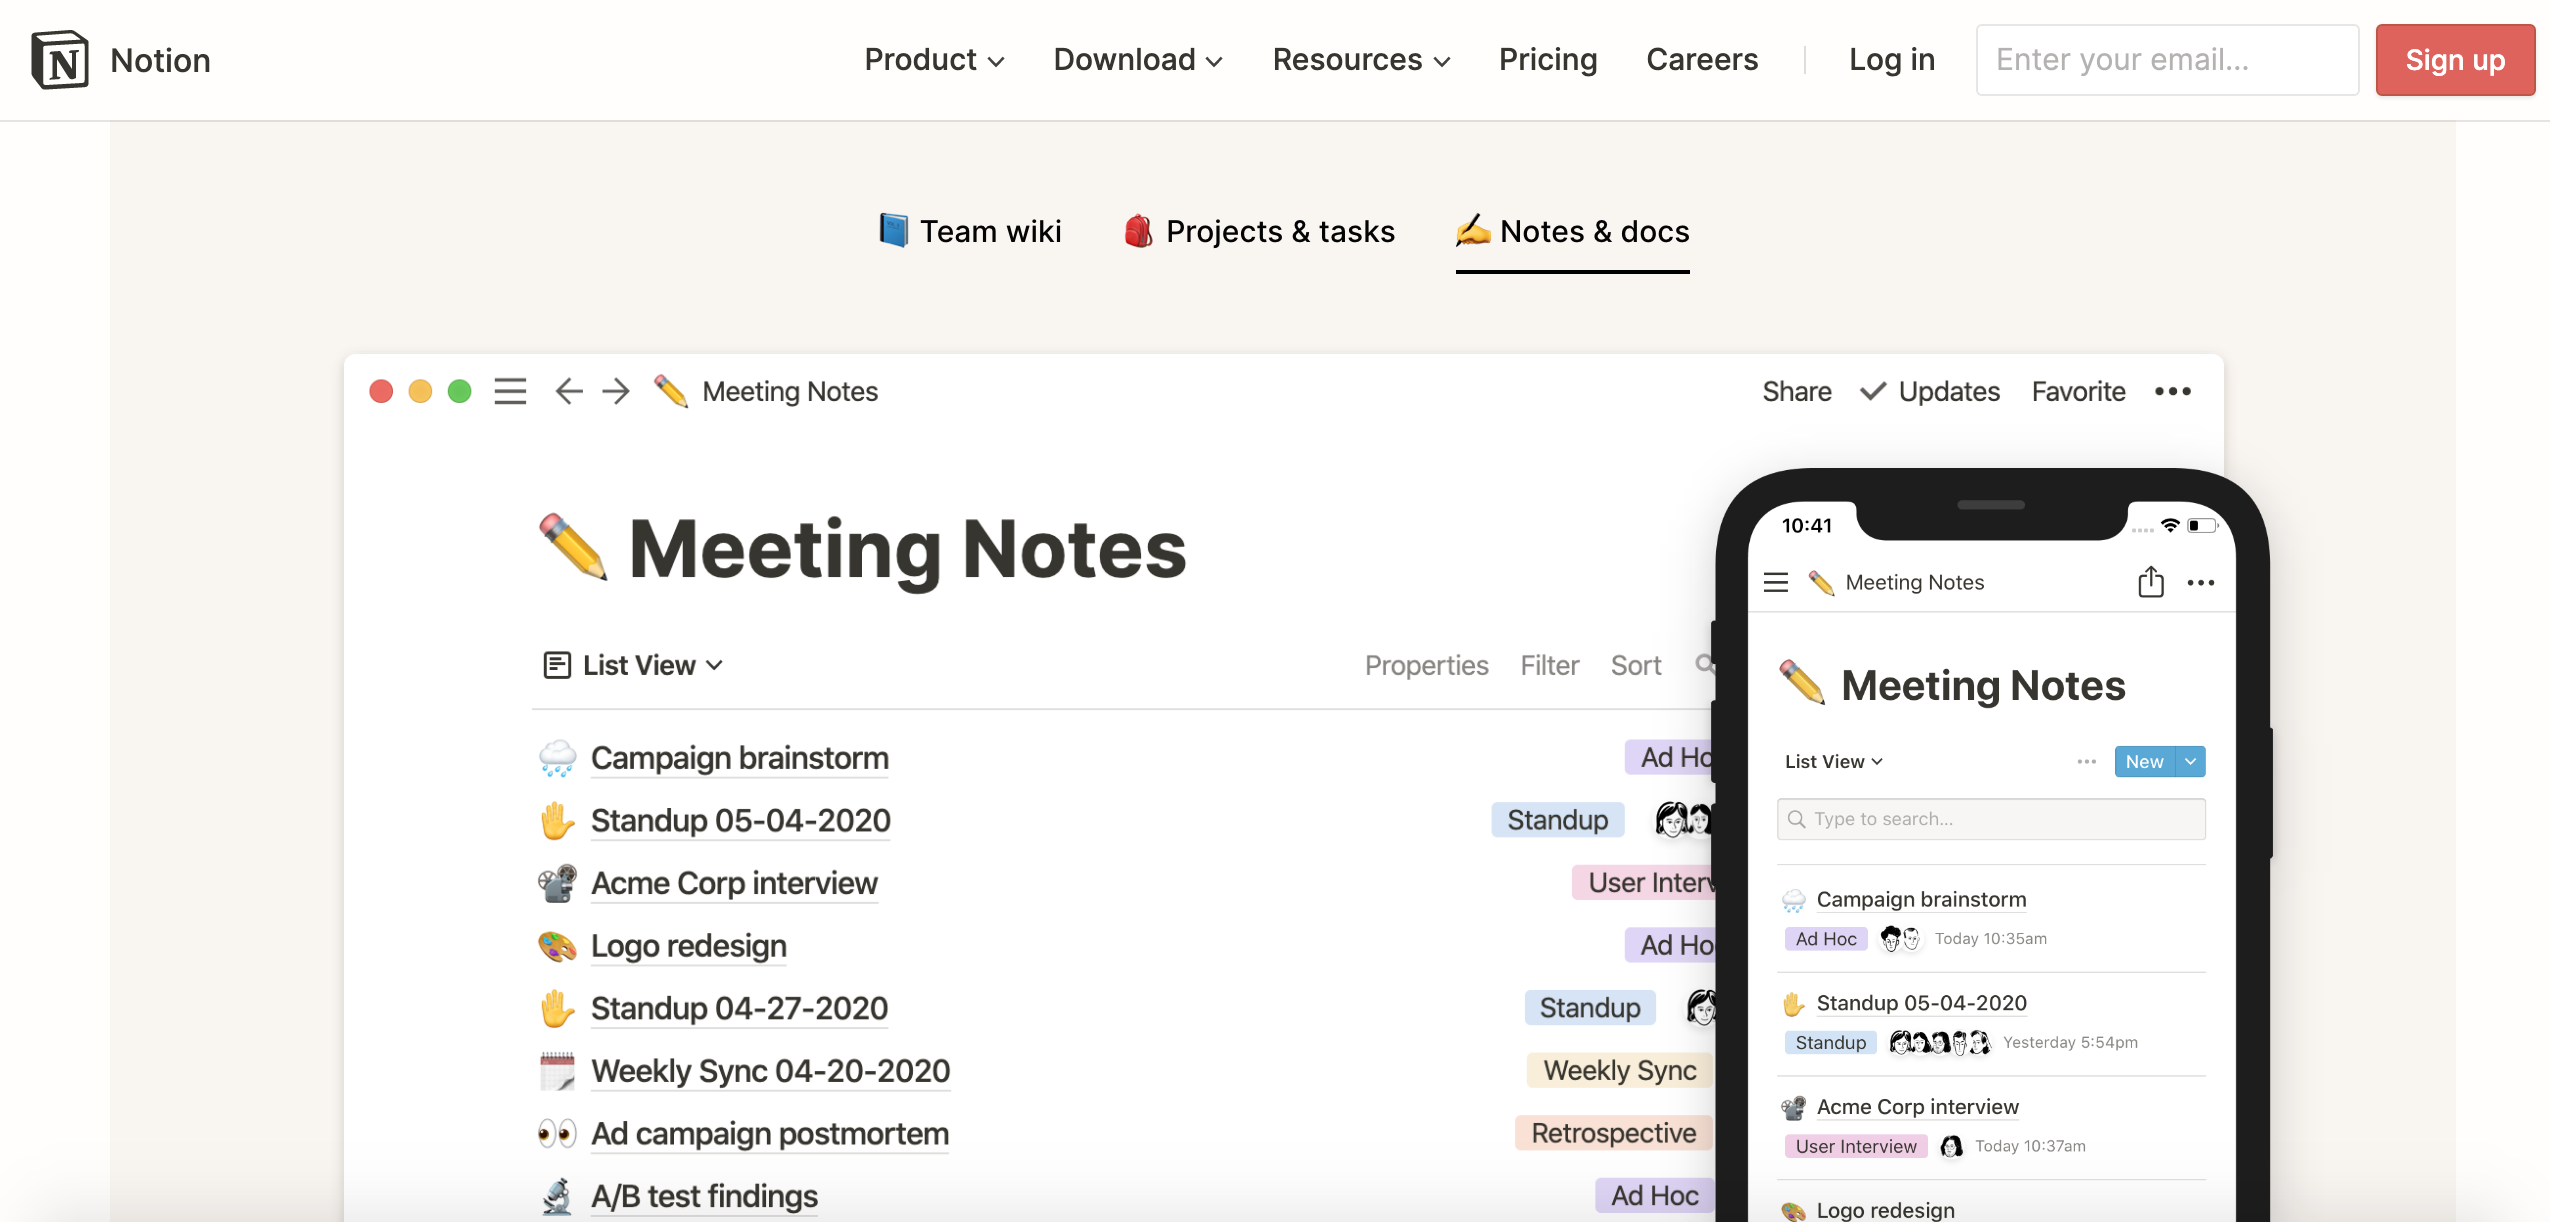 Notion
Product Download Resources Pricing Careers Log in Enter your email... Sign up
Team wiki Projects & tasks Notes & docs
Meeting Notes Share Updates Favorite
Meeting Notes
List View Properties Filter Sort
Campaign brainstorm Ad Ho
Standup 05-04-2020 Standup
Acme Corp interview User Interv
Logo redesign Ad Ho
Standup 04-27-2020 Standup
Weekly Sync 04-20-2020 Weekly Sync
Ad campaign postmortem Retrospective
A/B test findings Ad Hoc
10:41
Meeting Notes
Meeting Notes
List View New
Type to search...
Campaign brainstorm
Ad Hoc Today 10:35am
Standup 05-04-2020
Standup Yesterday 5:54pm
Acme Corp interview
User Interview Today 10:37am
Logo redesign